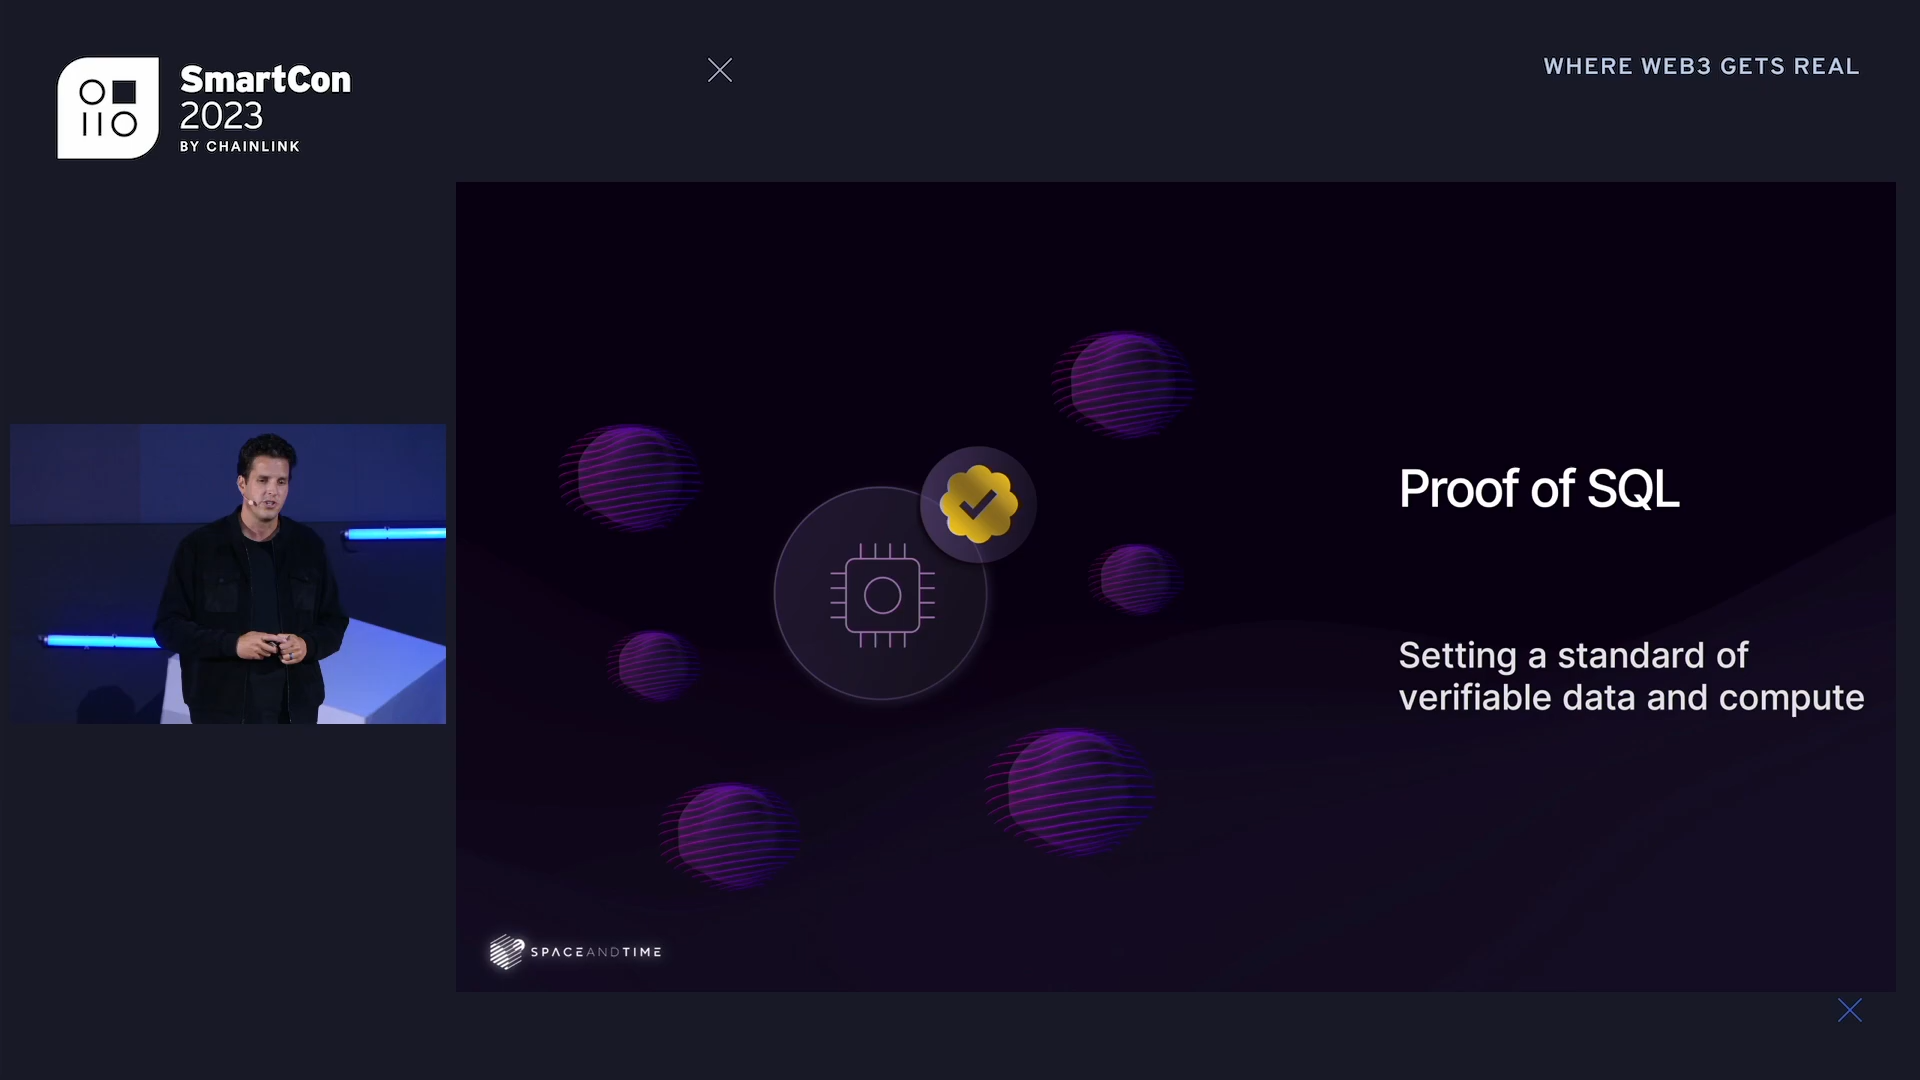 SmartCon
2023
BY CHAINLINK
WHERE WEB3 GETS REAL
Proof of SQL
Setting a standard of
verifiable data and compute
SPACEANDTIME